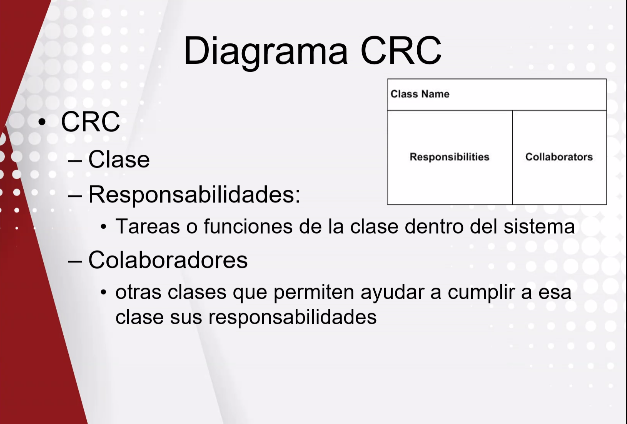 Diagrama CRC
• CRC
– Clase
– Responsabilidades:
• Tareas o funciones de la clase dentro del sistema
– Colaboradores
• otras clases que permiten ayudar a cumplir a esa
clase sus responsabilidades
Class Name
Responsibilities
Collaborators